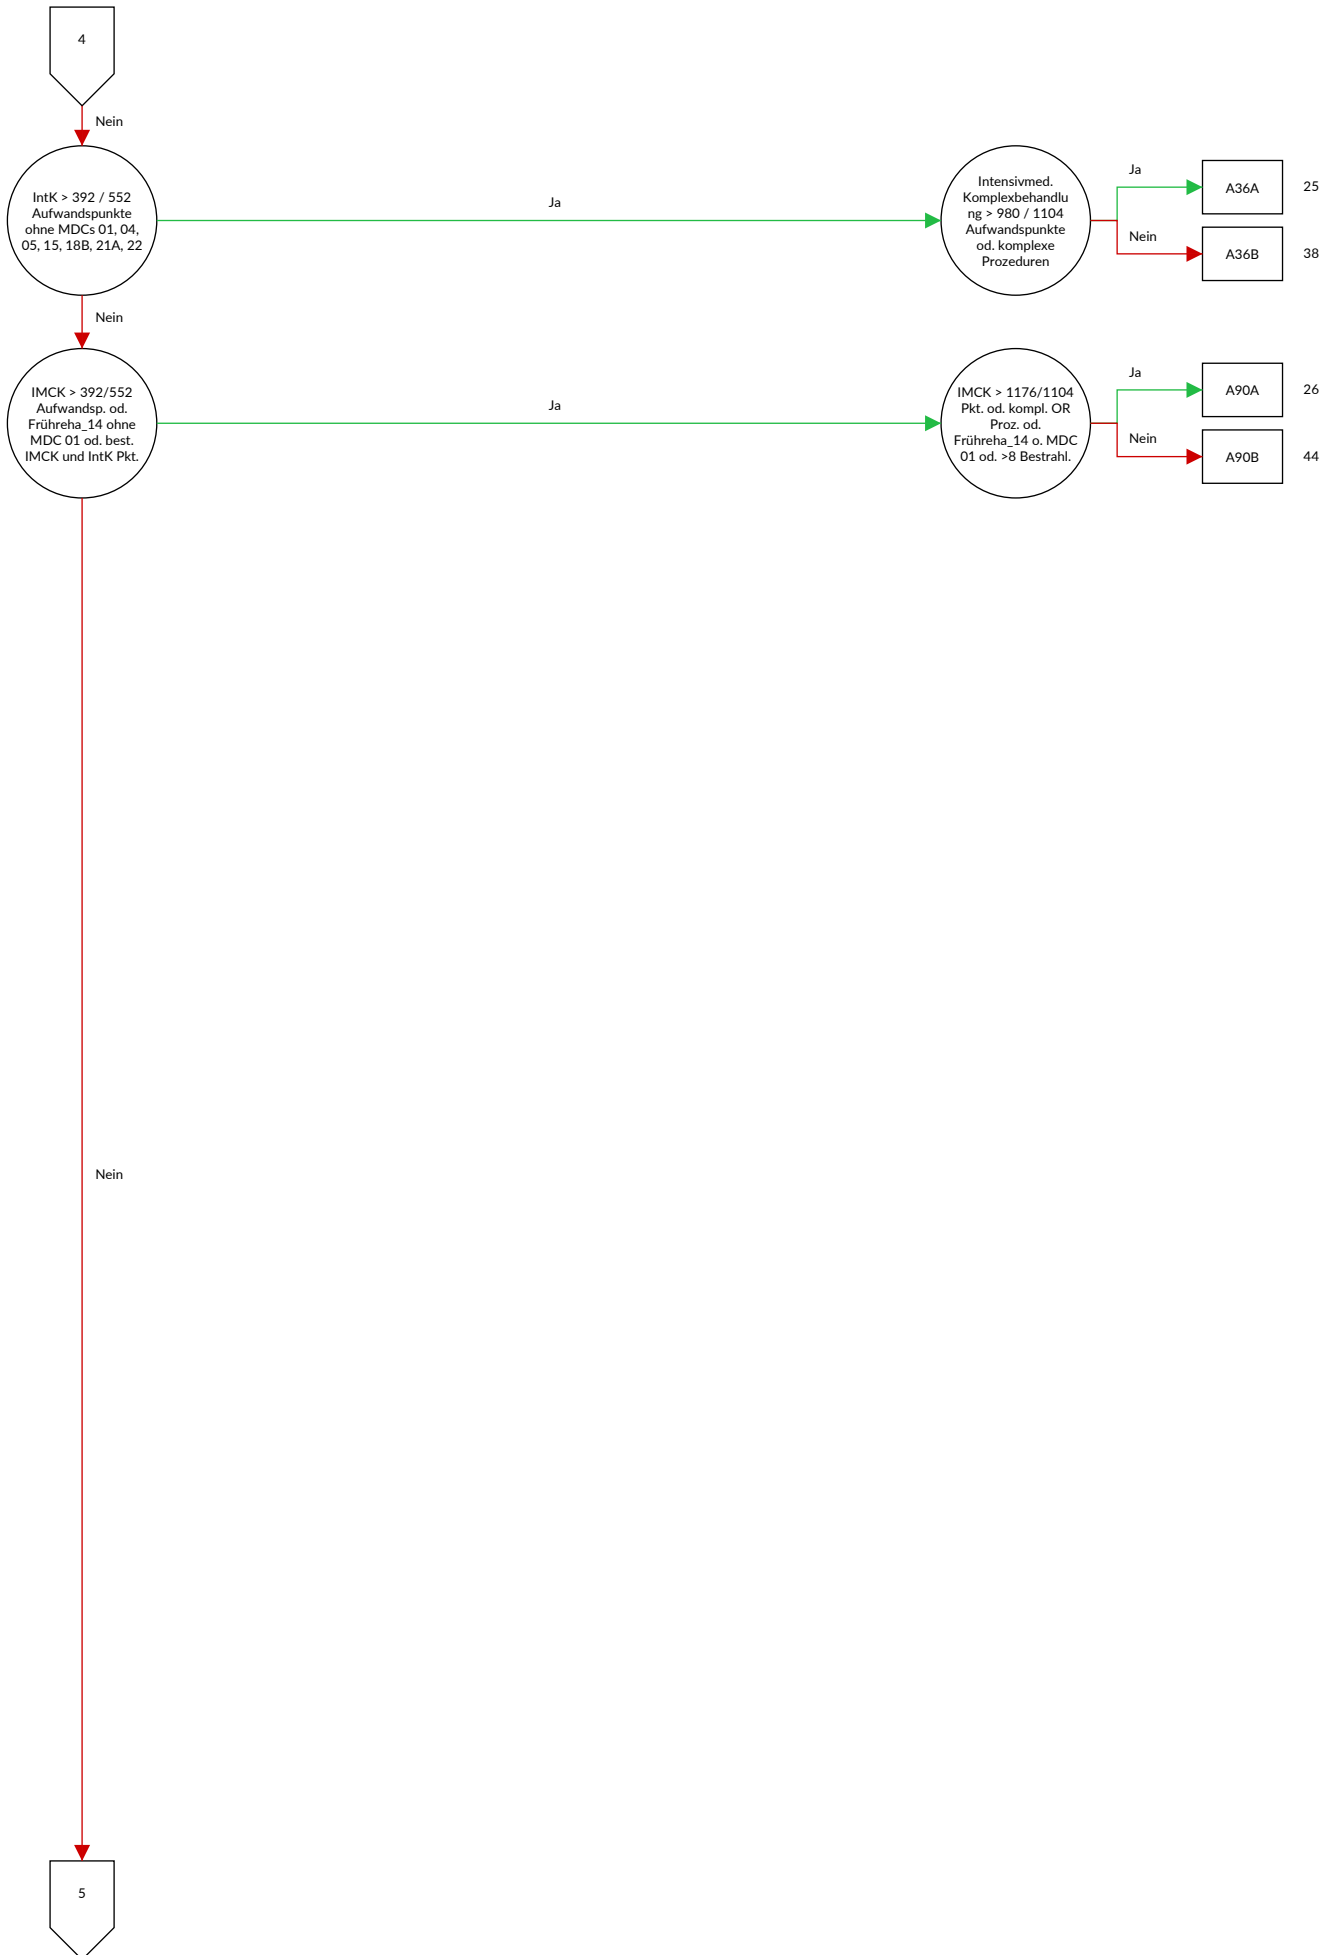 4
Nein
IntK > 392 / 552
Aufwandspunkte
ohne MDCs 01, 04,
05, 15, 18B, 21A, 22
Ja
Intensivmed.
Komplexbehandlu
ng > 980 / 1104
Aufwandspunkte
od. komplexe
Prozeduren
Ja
A36A
25
Nein
A36B
38
Nein
IMCK > 392/552
Aufwandsp. od.
Frühreha_14 ohne
MDC 01 od. best.
IMCK und IntK Pkt.
Ja
IMCK > 1176/1104
Pkt. od. kompl. OR
Proz. od.
Frühreha_14 o. MDC
01 od. >8 Bestrahl.
Ja
A90A
26
Nein
A90B
44
Nein
5